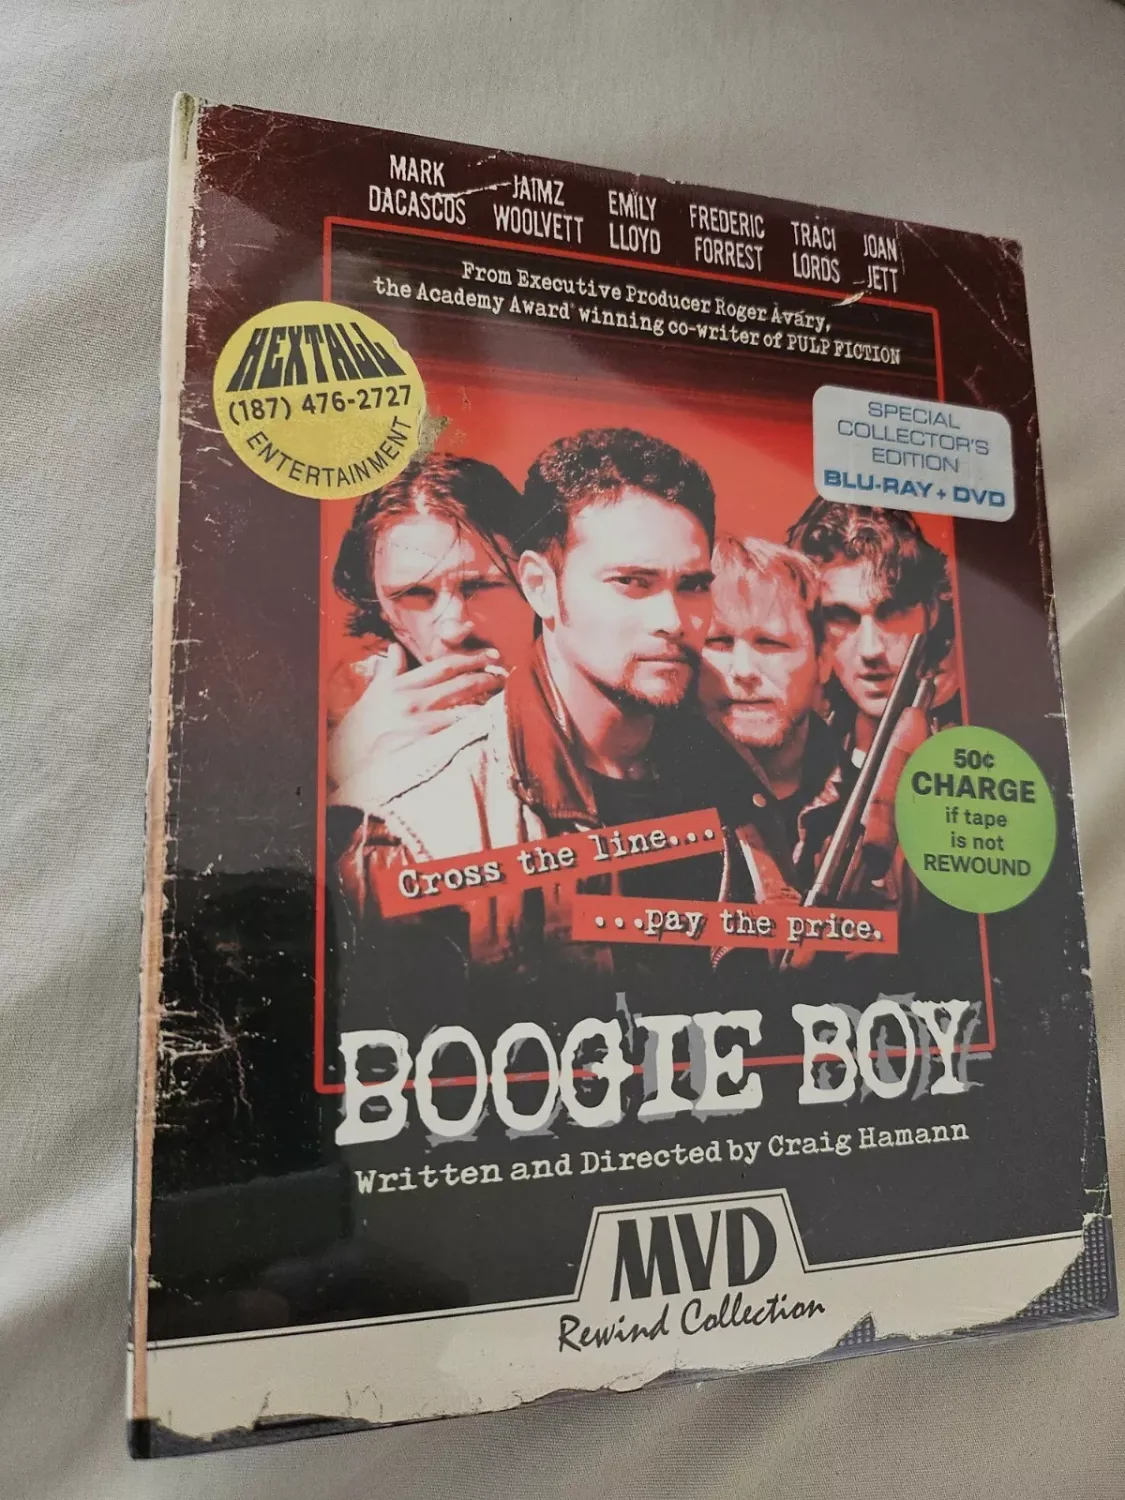 MARK
DACASCOS
JAIMZ
WOOLVETT
EMILY
LLOYD
FREDERIC
FORREST
TRACI
LORDS
JOAN
JETT
From Executive Producer Roger Avary,
the Academy Award® winning co-writer of PULP FICTION
HEXTALL
(187) 476-2727
ENTERTAINMENT
SPECIAL
COLLECTOR'S
EDITION
BLU-RAY + DVD
50¢
CHARGE
if tape
is not
REWOUND
Cross the line...
...pay the price.
BOOGIE BOY
Written and Directed by Craig Hamann
MVD
Rewind Collection